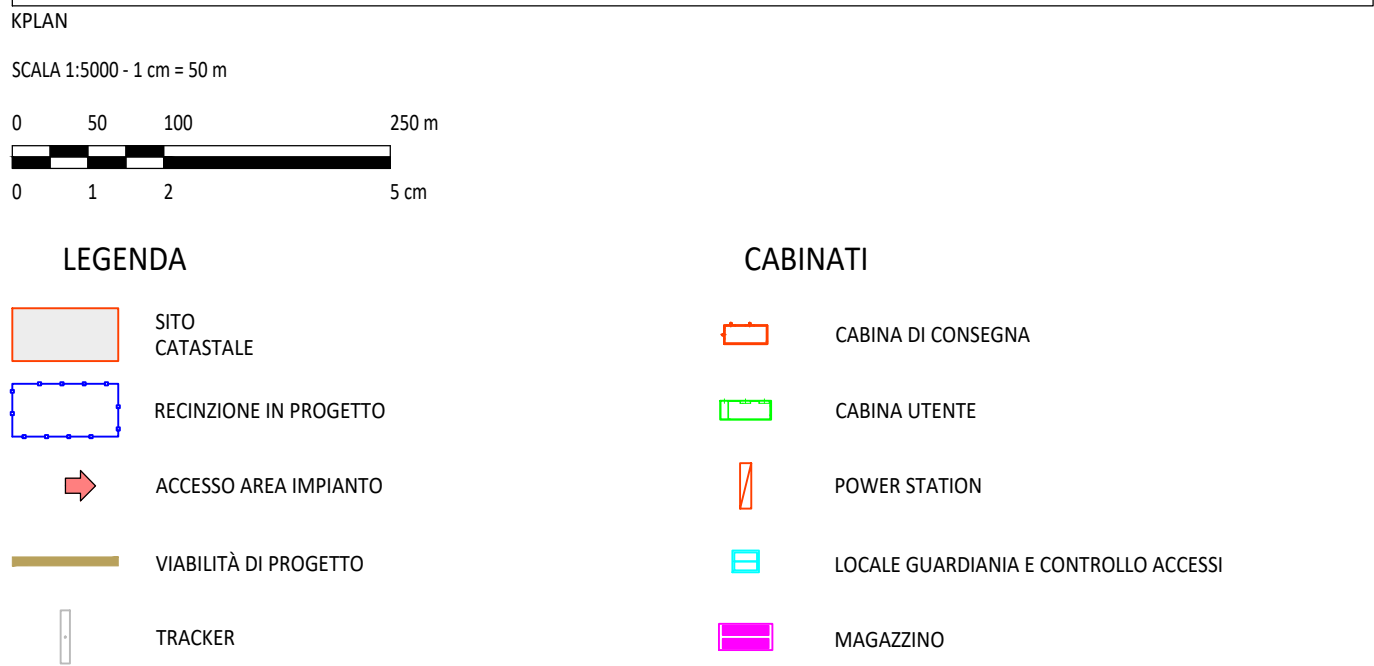 KPLAN
SCALA 1:5000 - 1 cm = 50 m
0 50 100 250 m
0 1 2 5 cm
LEGENDA
SITO
CATASTALE
RECINZIONE IN PROGETTO
ACCESSO AREA IMPIANTO
VIABILITÀ DI PROGETTO
TRACKER
CABINATI
CABINA DI CONSEGNA
CABINA UTENTE
POWER STATION
LOCALE GUARDIANIA E CONTROLLO ACCESSI
MAGAZZINO